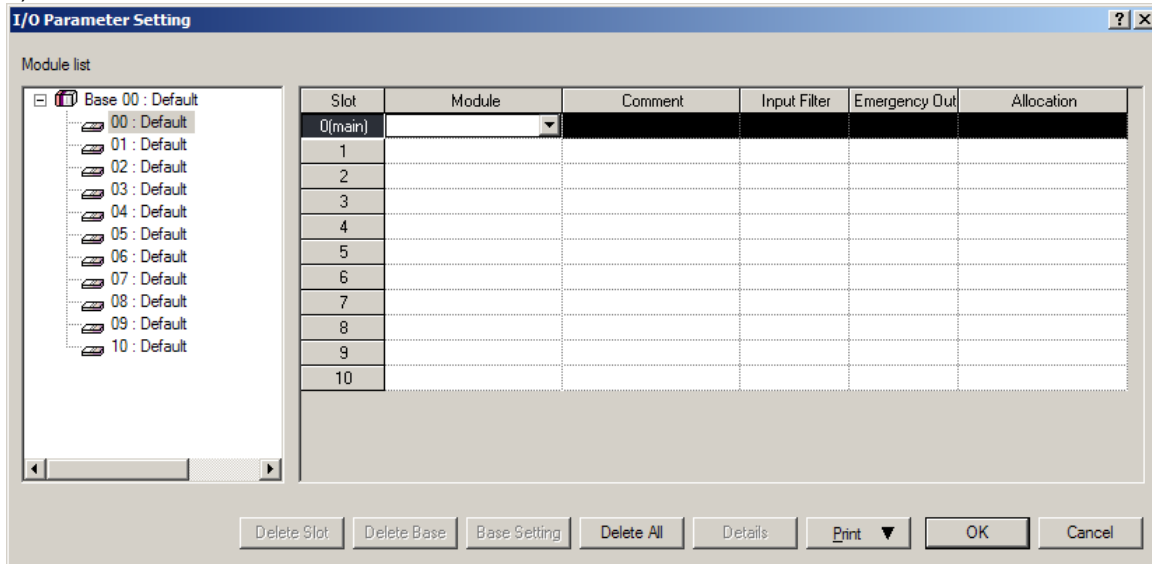 I/O Parameter Setting
Module list
Base 00 : Default
00 : Default
01 : Default
02 : Default
03 : Default
04 : Default
05 : Default
06 : Default
07 : Default
08 : Default
09 : Default
10 : Default
Slot Module Comment Input Filter Emergency Out Allocation
0(main)
1
2
3
4
5
6
7
8
9
10
Delete Slot Delete Base Base Setting Delete All Details Print ▼ OK Cancel